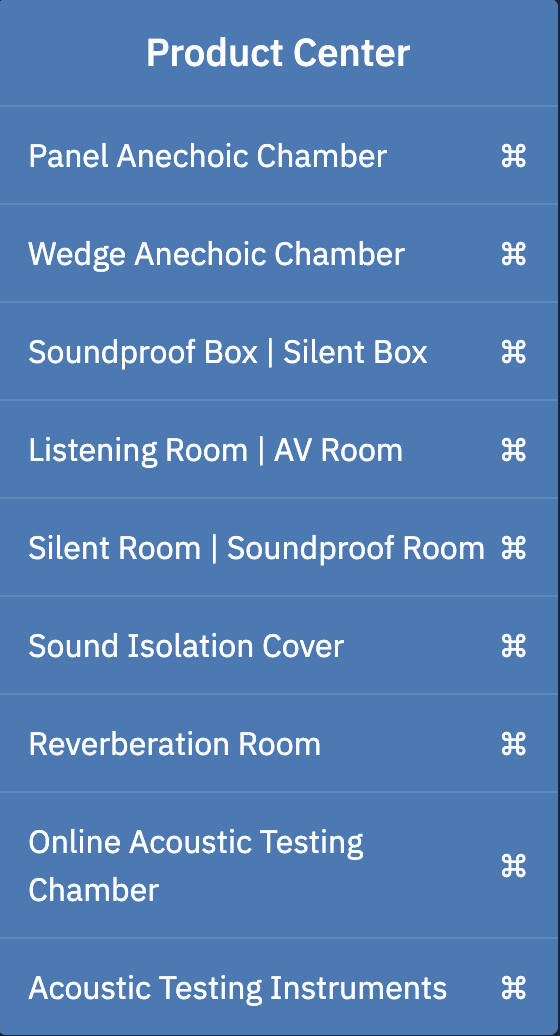 Product Center
Panel Anechoic Chamber ⌘
Wedge Anechoic Chamber ⌘
Soundproof Box | Silent Box ⌘
Listening Room | AV Room ⌘
Silent Room | Soundproof Room ⌘
Sound Isolation Cover ⌘
Reverberation Room ⌘
Online Acoustic Testing
Chamber ⌘
Acoustic Testing Instruments ⌘